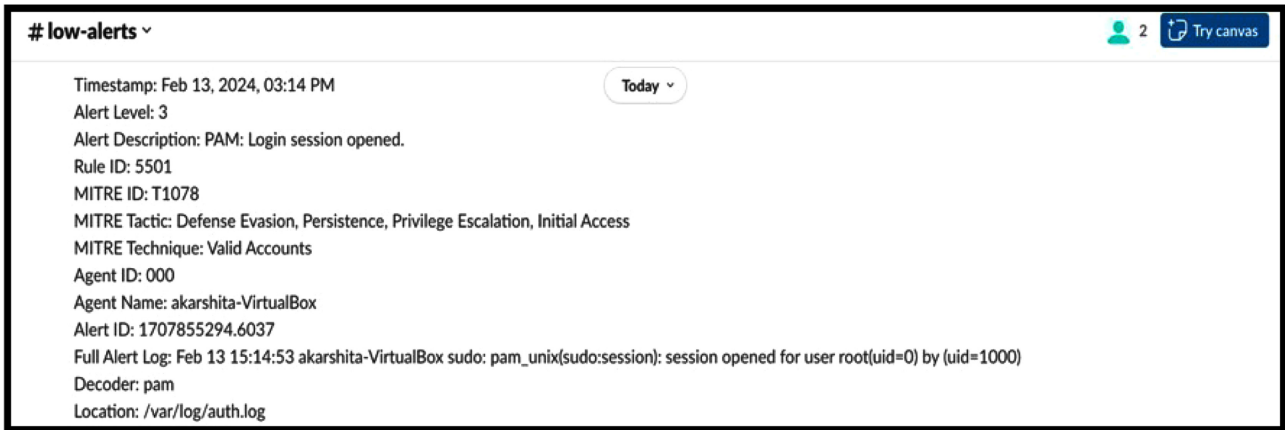 # low-alerts
2 Try canvas
Today
Timestamp: Feb 13, 2024, 03:14 PM
Alert Level: 3
Alert Description: PAM: Login session opened.
Rule ID: 5501
MITRE ID: T1078
MITRE Tactic: Defense Evasion, Persistence, Privilege Escalation, Initial Access
MITRE Technique: Valid Accounts
Agent ID: 000
Agent Name: akarshita-VirtualBox
Alert ID: 1707855294.6037
Full Alert Log: Feb 13 15:14:53 akarshita-VirtualBox sudo: pam_unix(sudo:session): session opened for user root(uid=0) by (uid=1000)
Decoder: pam
Location: /var/log/auth.log